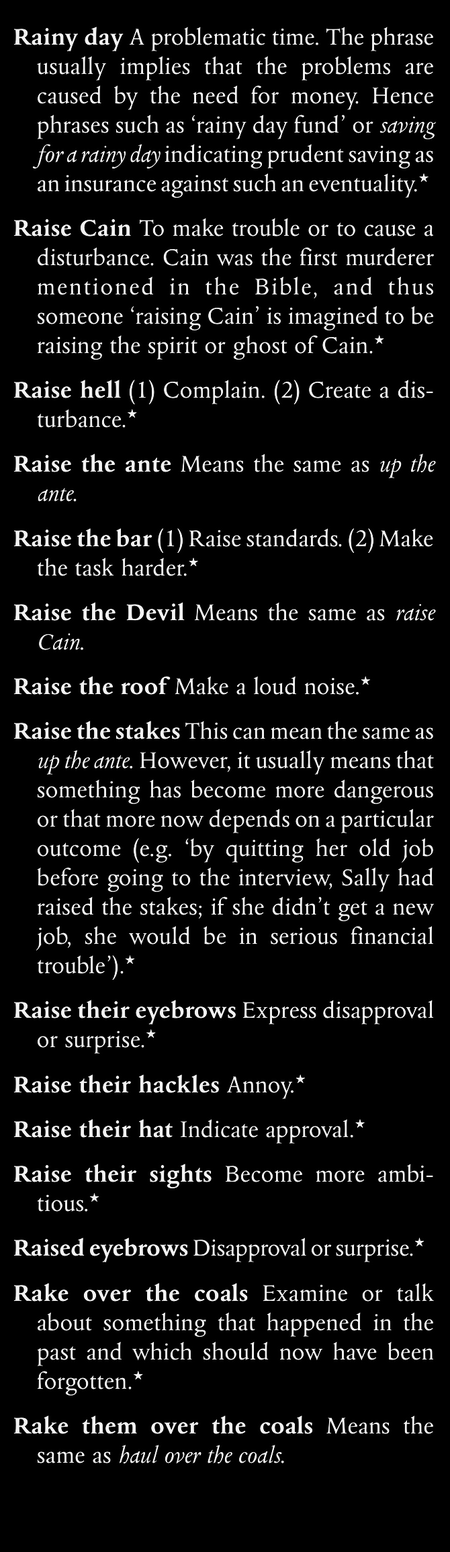 Rainy day A problematic time. The phrase
usually implies that the problems are
caused by the need for money. Hence
phrases such as ‘rainy day fund’ or saving
for a rainy day indicating prudent saving as
an insurance against such an eventuality.★
Raise Cain To make trouble or to cause a
disturbance. Cain was the first murderer
mentioned in the Bible, and thus
someone ‘raising Cain’ is imagined to be
raising the spirit or ghost of Cain.★
Raise hell (1) Complain. (2) Create a dis-
turbance.★
Raise the ante Means the same as up the
ante.
Raise the bar (1) Raise standards. (2) Make
the task harder.★
Raise the Devil Means the same as raise
Cain.
Raise the roof Make a loud noise.★
Raise the stakes This can mean the same as
up the ante. However, it usually means that
something has become more dangerous
or that more now depends on a particular
outcome (e.g. ‘by quitting her old job
before going to the interview, Sally had
raised the stakes; if she didn’t get a new
job, she would be in serious financial
trouble’).★
Raise their eyebrows Express disapproval
or surprise.★
Raise their hackles Annoy.★
Raise their hat Indicate approval.★
Raise their sights Become more ambi-
tious.★
Raised eyebrows Disapproval or surprise.★
Rake over the coals Examine or talk
about something that happened in the
past and which should now have been
forgotten.★
Rake them over the coals Means the
same as haul over the coals.